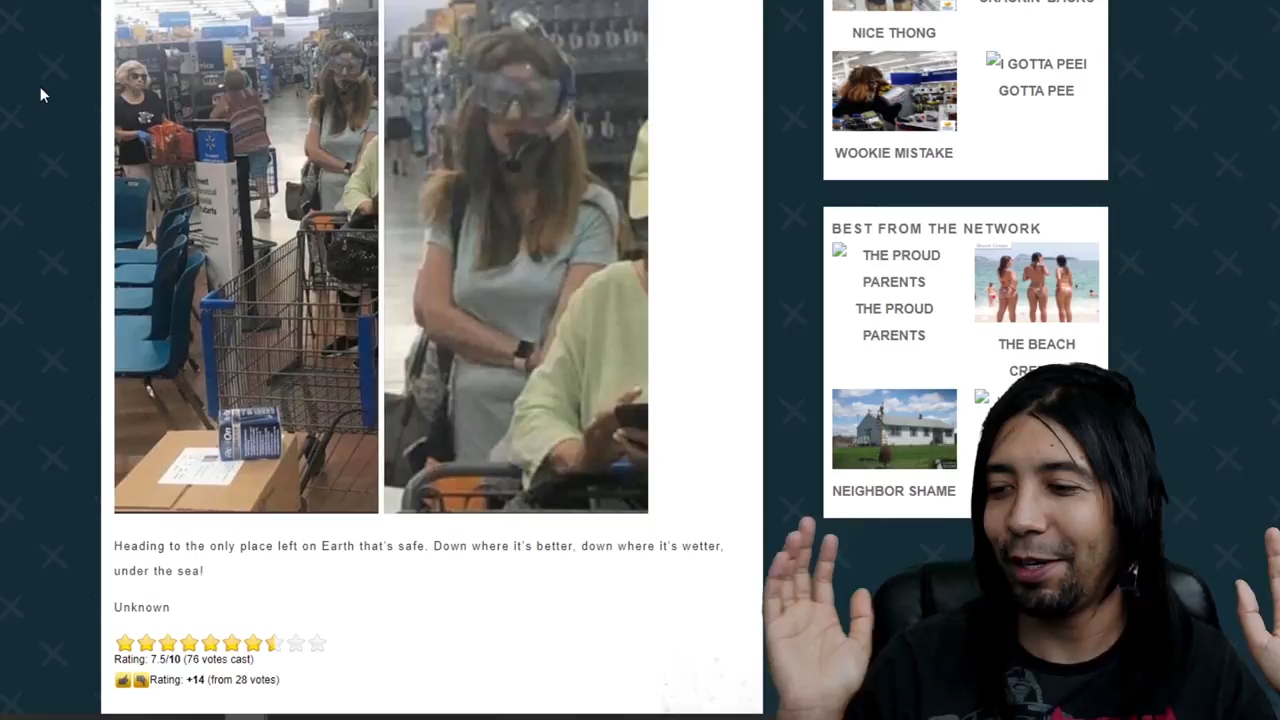 CRACKIN' BACKS
NICE THONG
I GOTTA PEE
I GOTTA PEE
WOOKIE MISTAKE
BEST FROM THE NETWORK
THE PROUD PARENTS
THE PROUD PARENTS
THE BEACH
NEIGHBOR SHAME
Heading to the only place left on Earth that's safe. Down where it's better, down where it's wetter,
under the sea!
Unknown
Rating: 7.5/10 (76 votes cast)
Rating: +14 (from 28 votes)